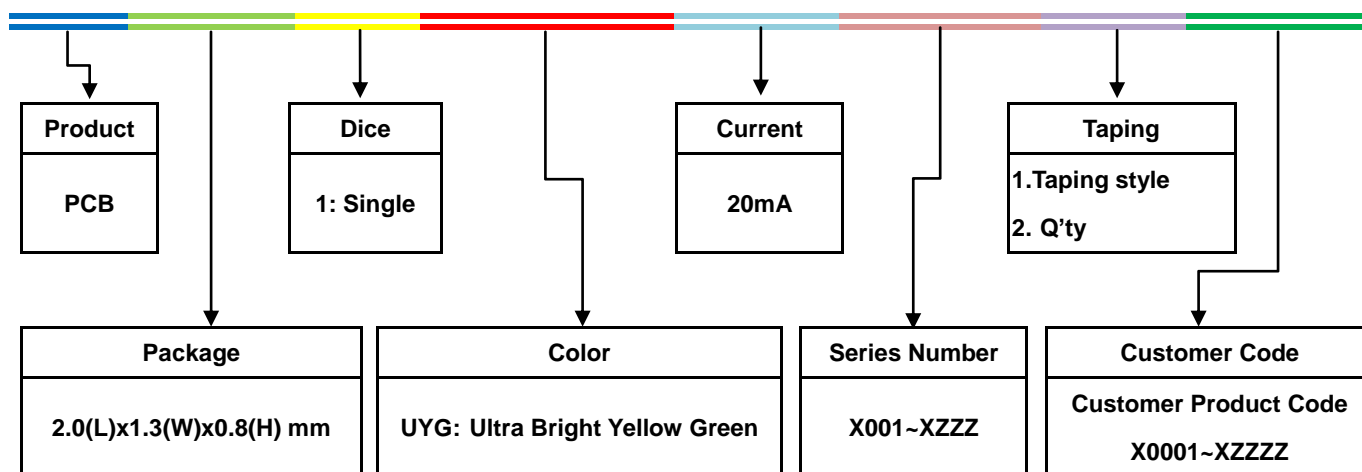 Product
PCB
Dice
1: Single
Current
20mA
Taping
1.Taping style
2. Q’ty
Package
2.0(L)x1.3(W)x0.8(H) mm
Color
UYG: Ultra Bright Yellow Green
Series Number
X001~XZZZ
Customer Code
Customer Product Code
X0001~XZZZZ